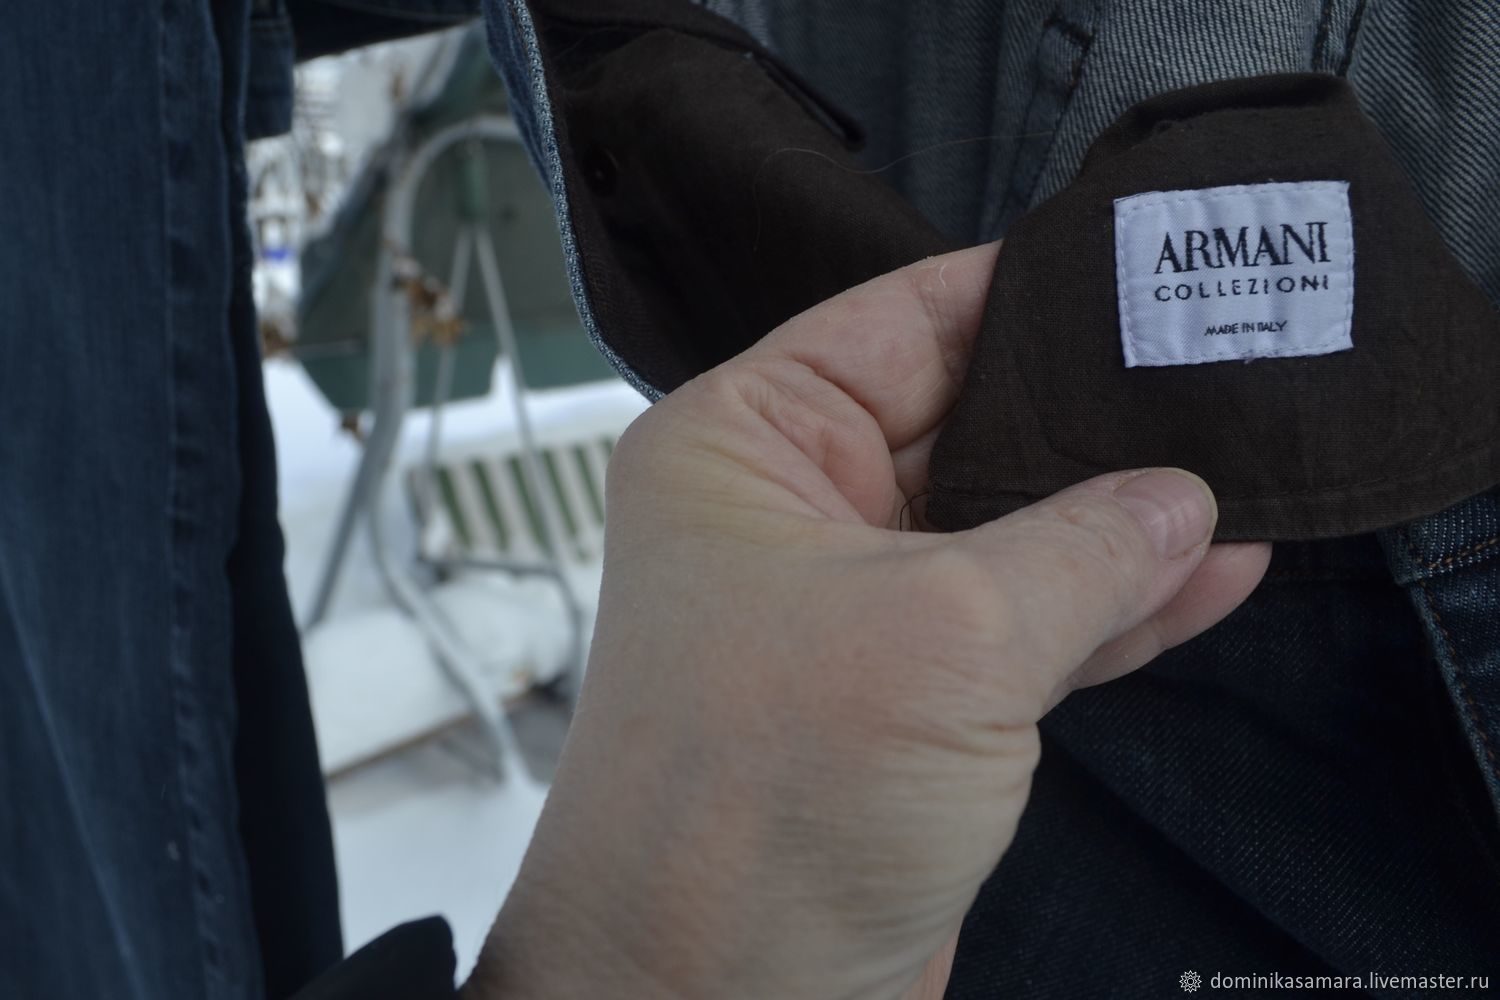 ARMANI
COLLEZIONI
MADE IN ITALY
dominikasamara.livemaster.ru